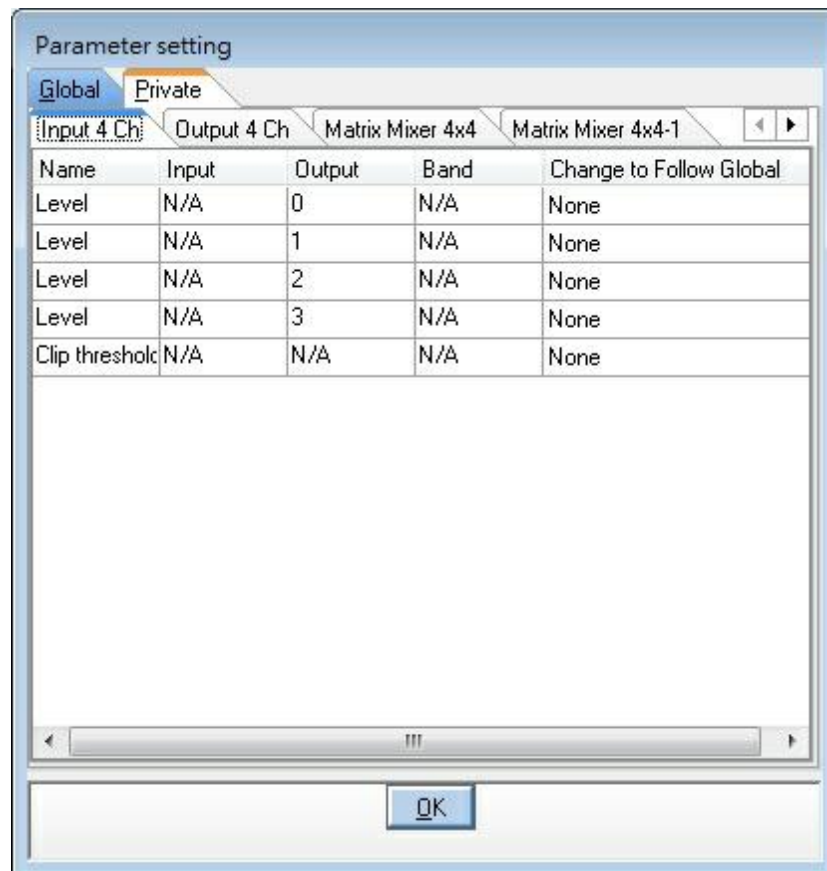 Parameter setting
Global Private
Input 4 Ch Output 4 Ch Matrix Mixer 4x4 Matrix Mixer 4x4-1
Name Input Output Band Change to Follow Global
Level N/A 0 N/A None
Level N/A 1 N/A None
Level N/A 2 N/A None
Level N/A 3 N/A None
Clip threshold N/A N/A N/A None
OK